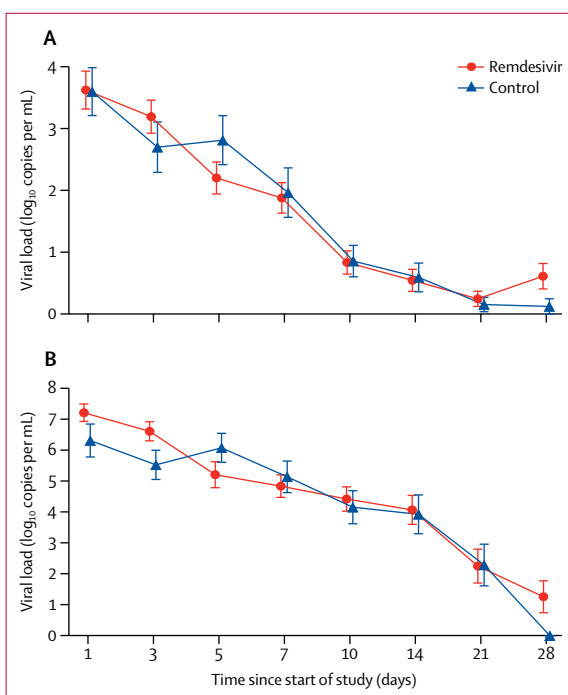 A
Remdesivir
Control
Viral load (log₁₀ copies per mL)
4
3
2
1
0
B
Viral load (log₁₀ copies per mL)
8
7
6
5
4
3
2
1
0
1 3 5 7 10 14 21 28
Time since start of study (days)